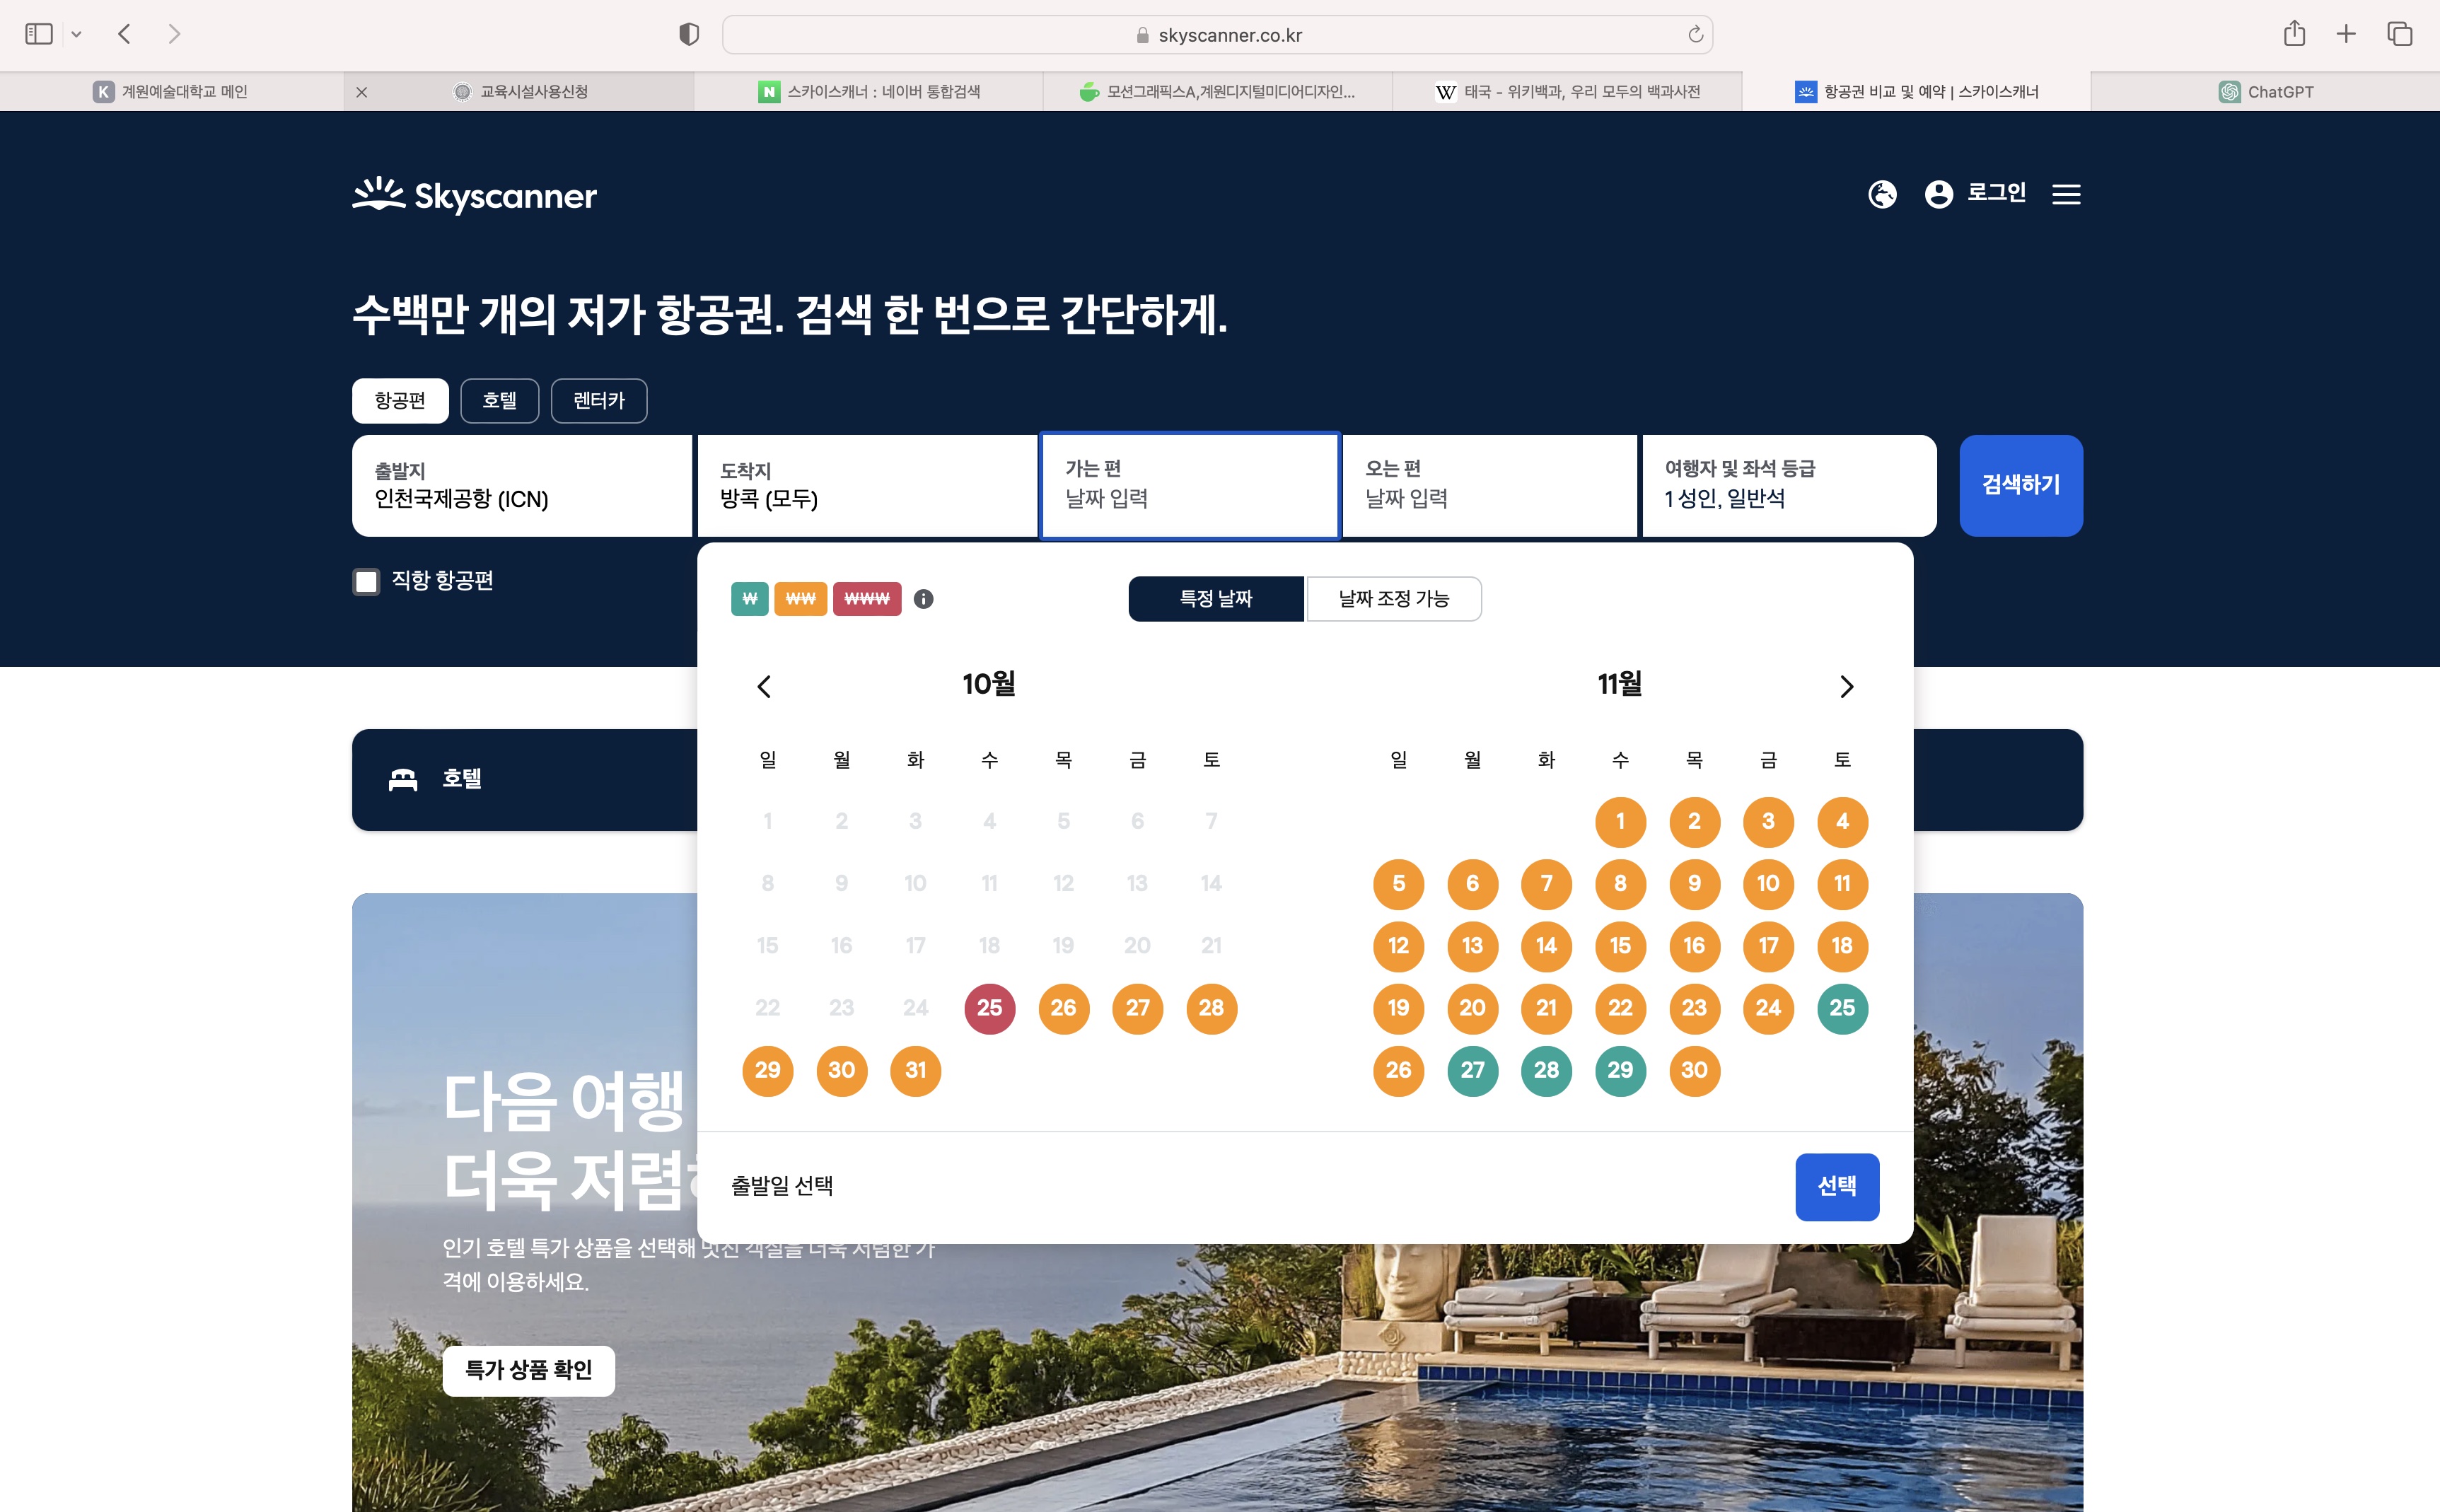 skyscanner.co.kr
K 계원예술대학교 메인
교육시설사용신청
N 스카이스캐너 : 네이버 통합검색
모션그래픽스A,계원디지털미디어디자인...
W 태국 - 위키백과, 우리 모두의 백과사전
항공권 비교 및 예약 | 스카이스캐너
ChatGPT
Skyscanner
로그인
수백만 개의 저가 항공권. 검색 한 번으로 간단하게.
항공편 호텔 렌터카
출발지
인천국제공항 (ICN)
도착지
방콕 (모두)
가는 편
날짜 입력
오는 편
날짜 입력
여행자 및 좌석 등급
1 성인, 일반석
검색하기
직항 항공편
₩ ₩₩ ₩₩₩
특정 날짜 날짜 조정 가능
10월
일 월 화 수 목 금 토
1 2 3 4 5 6 7
8 9 10 11 12 13 14
15 16 17 18 19 20 21
22 23 24 25 26 27 28
29 30 31
11월
일 월 화 수 목 금 토
1 2 3 4
5 6 7 8 9 10 11
12 13 14 15 16 17 18
19 20 21 22 23 24 25
26 27 28 29 30
출발일 선택
선택
호텔
다음 여행
더욱 저렴
인기 호텔 특가 상품을 선택해 멋진 객실을 더욱 저렴한 가
격에 이용하세요.
특가 상품 확인